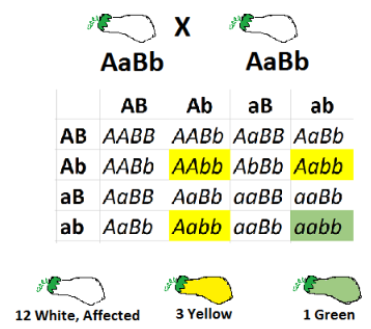 X
AaBb AaBb
AB Ab aB ab
AB AABB AABb AaBB AaBb
Ab AABb AAbb AbBb Aabb
aB AaBB AaBb aaBB aaBb
ab AaBb Aabb aaBb aabb
12 White, Affected 3 Yellow 1 Green